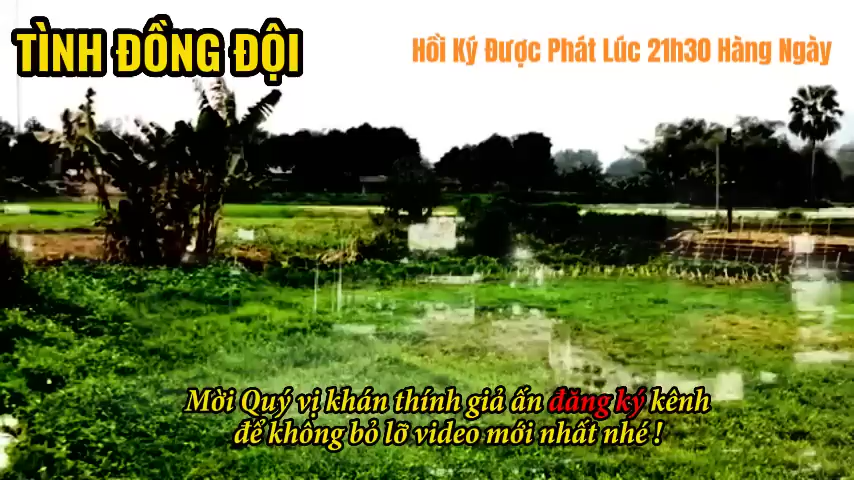 TÌNH ĐỒNG ĐỘI
Hồi Ký Được Phát Lúc 21h30 Hàng Ngày
Mời Quý vị khán thính giả ấn đăng ký kênh
để không bỏ lỡ video mới nhất nhé !